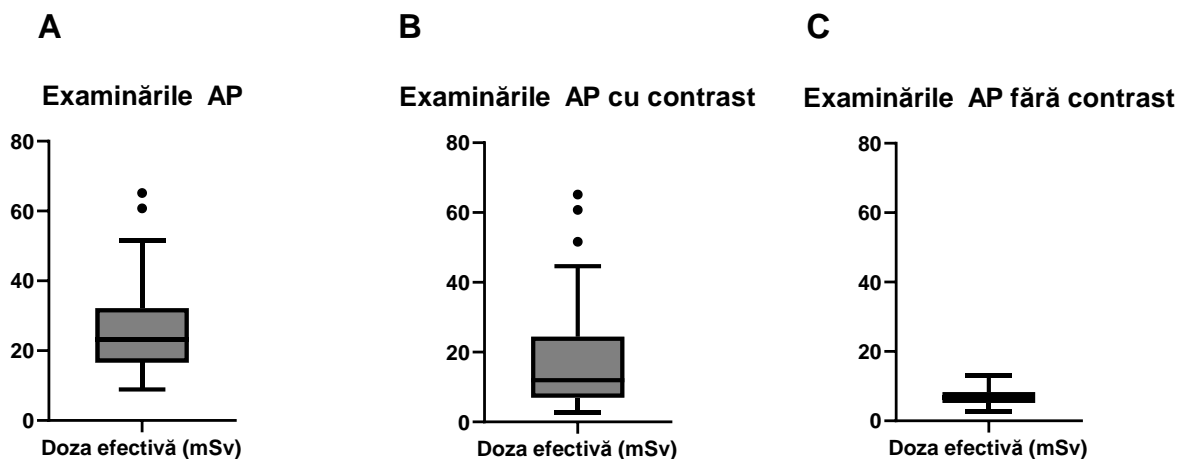 A
Examinările AP
80
60
40
20
0
Doza efectivă (mSv)
B
Examinările AP cu contrast
80
60
40
20
0
Doza efectivă (mSv)
C
Examinările AP fără contrast
80
60
40
20
0
Doza efectivă (mSv)